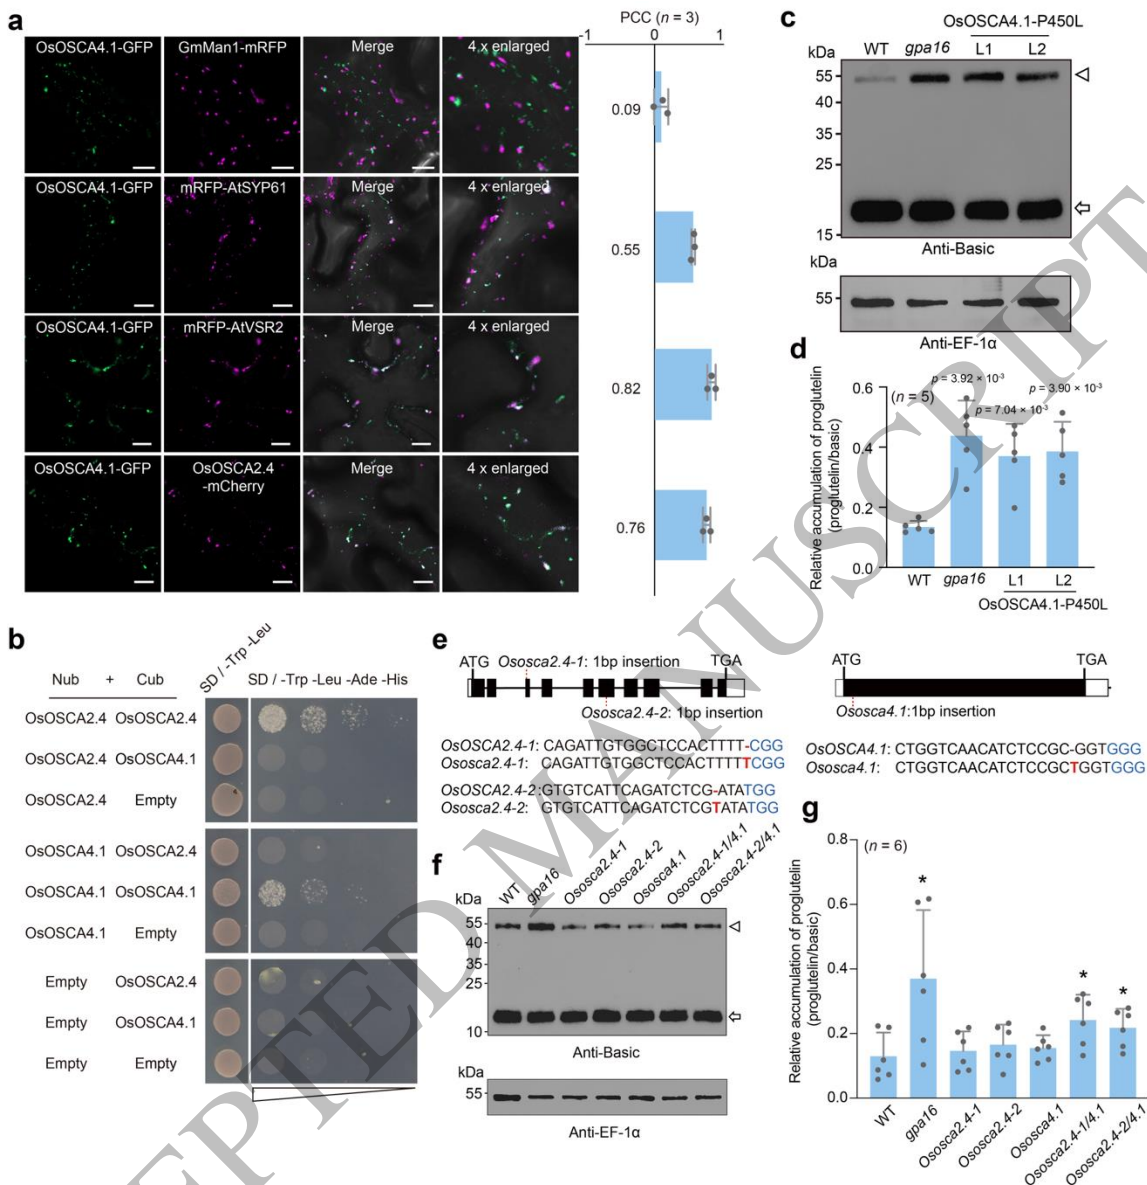 a
PCC (n = 3)
-1 0 1
OsOSCA4.1-GFP GmMan1-mRFP Merge 4 x enlarged
0.09
OsOSCA4.1-GFP mRFP-AtSYP61 Merge 4 x enlarged
0.55
OsOSCA4.1-GFP mRFP-AtVSR2 Merge 4 x enlarged
0.82
OsOSCA4.1-GFP OsOSCA2.4 Merge 4 x enlarged
-mCherry
0.76
b
Nub + Cub
SD / -Trp -Leu
SD / -Trp -Leu -Ade -His
OsOSCA2.4 OsOSCA2.4
OsOSCA2.4 OsOSCA4.1
OsOSCA2.4 Empty
OsOSCA4.1 OsOSCA2.4
OsOSCA4.1 OsOSCA4.1
OsOSCA4.1 Empty
Empty OsOSCA2.4
Empty OsOSCA4.1
Empty Empty
c
OsOSCA4.1-P450L
kDa WT gpa16 L1 L2
55
40
35
25
15
Anti-Basic
kDa
55
Anti-EF-1α
d
Relative accumulation of proglutelin
(proglutelin/basic)
0.6
0.4
0.2
0.0
(n = 5)
p = 3.92 × 10-3
p = 7.04 × 10-3
p = 3.90 × 10-3
WT gpa16 L1 L2
OsOSCA4.1-P450L
e
ATG Ososca2.4-1: 1bp insertion TGA
Ososca2.4-2: 1bp insertion
OsOSCA2.4-1: CAGATTGTGGCTCCACTTTT-CGG
Ososca2.4-1: CAGATTGTGGCTCCACTTTTTCGG
OsOSCA2.4-2:GTGTCATTCAGATCTCG-ATATGG
Ososca2.4-2: GTGTCATTCAGATCTCGTATATGG
ATG TGA
Ososca4.1:1bp insertion
OsOSCA4.1: CTGGTCAACATCTCCGC-GGTGGG
Ososca4.1: CTGGTCAACATCTCCGCTGGTGGG
f
kDa WT gpa16 Ososca2.4-1 Ososca2.4-2 Ososca4.1 Ososca2.4-1/4.1 Ososca2.4-2/4.1
55
40
35
25
10
Anti-Basic
kDa
55
Anti-EF-1α
g
Relative accumulation of proglutelin
(proglutelin/basic)
0.8
0.6
0.4
0.2
0.0
(n = 6)
* * *
WT gpa16 Ososca2.4-1 Ososca2.4-2 Ososca4.1 Ososca2.4-1/4.1 Ososca2.4-2/4.1
EPTED MANUSCRIPT